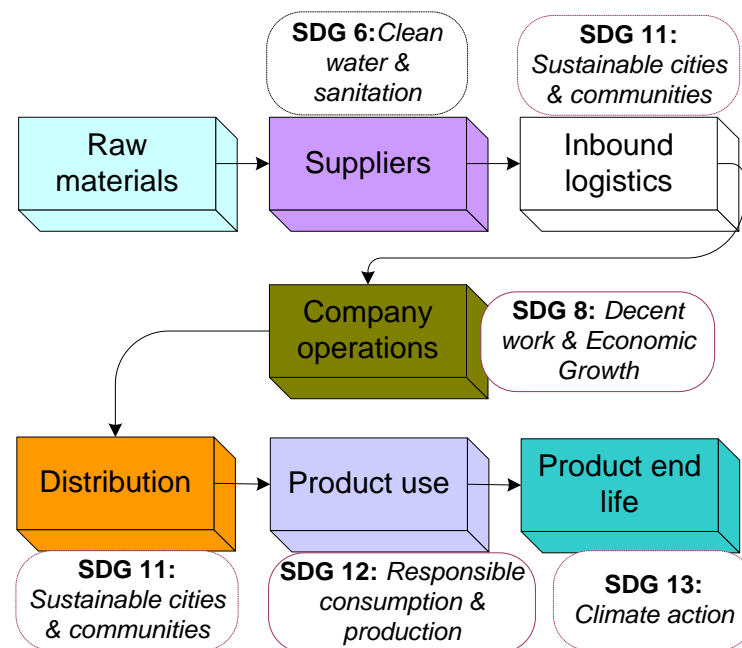 SDG 6:Clean
water &
sanitation
SDG 11:
Sustainable cities
& communities
Raw
materials
Suppliers
Inbound
logistics
Company
operations
SDG 8: Decent
work & Economic
Growth
Distribution
Product use
Product end
life
SDG 11:
Sustainable cities
& communities
SDG 12: Responsible
consumption &
production
SDG 13:
Climate action